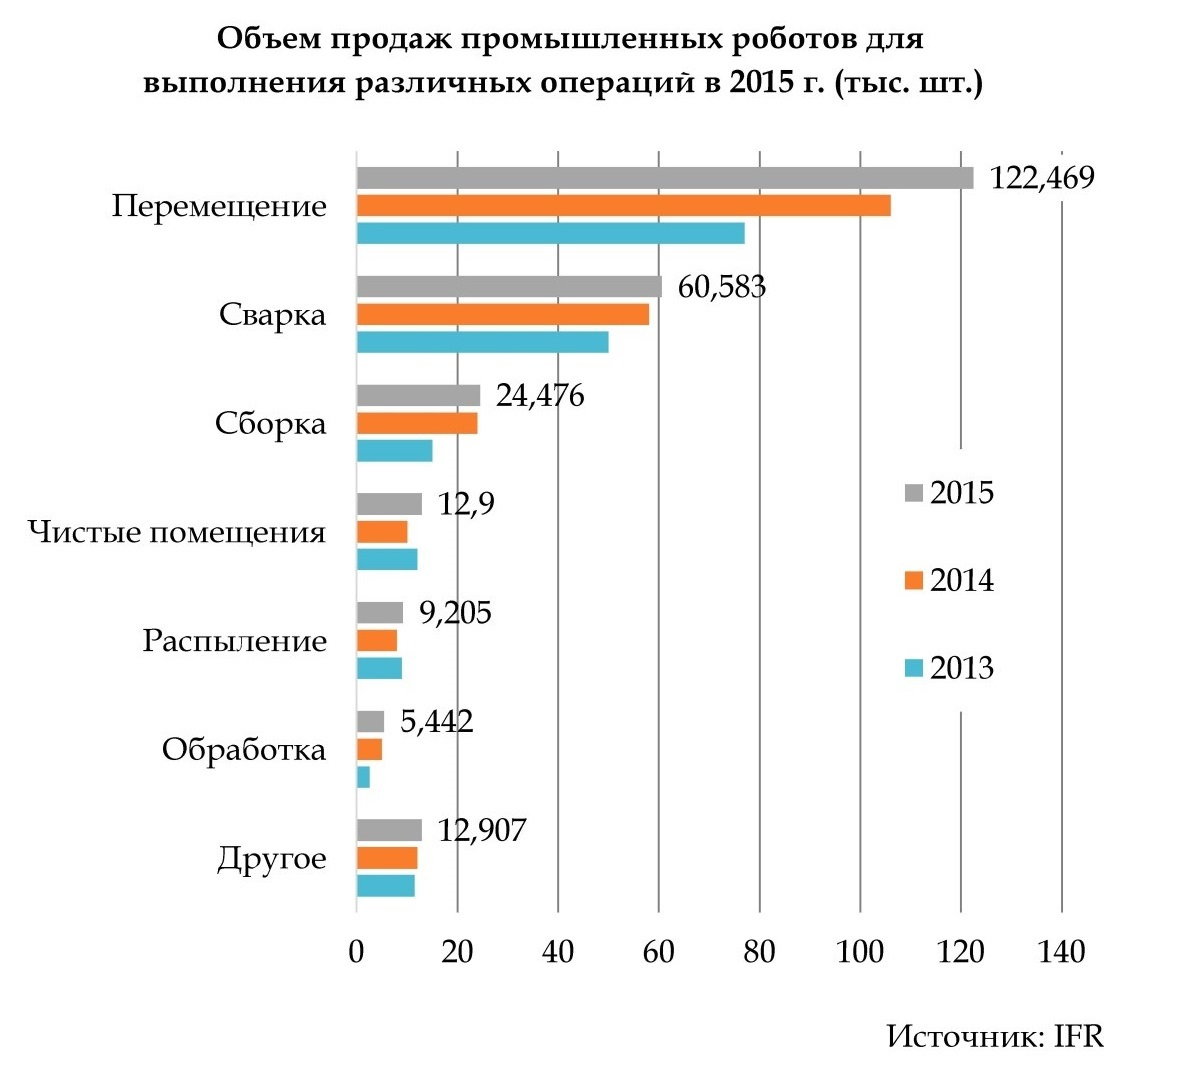 Объем продаж промышленных роботов для
выполнения различных операций в 2015 г. (тыс. шт.)
Перемещение
122,469
Сварка
60,583
Сборка
24,476
Чистые помещения
12,9
Распыление
9,205
Обработка
5,442
Другое
12,907
2015
2014
2013
0 20 40 60 80 100 120 140
Источник: IFR